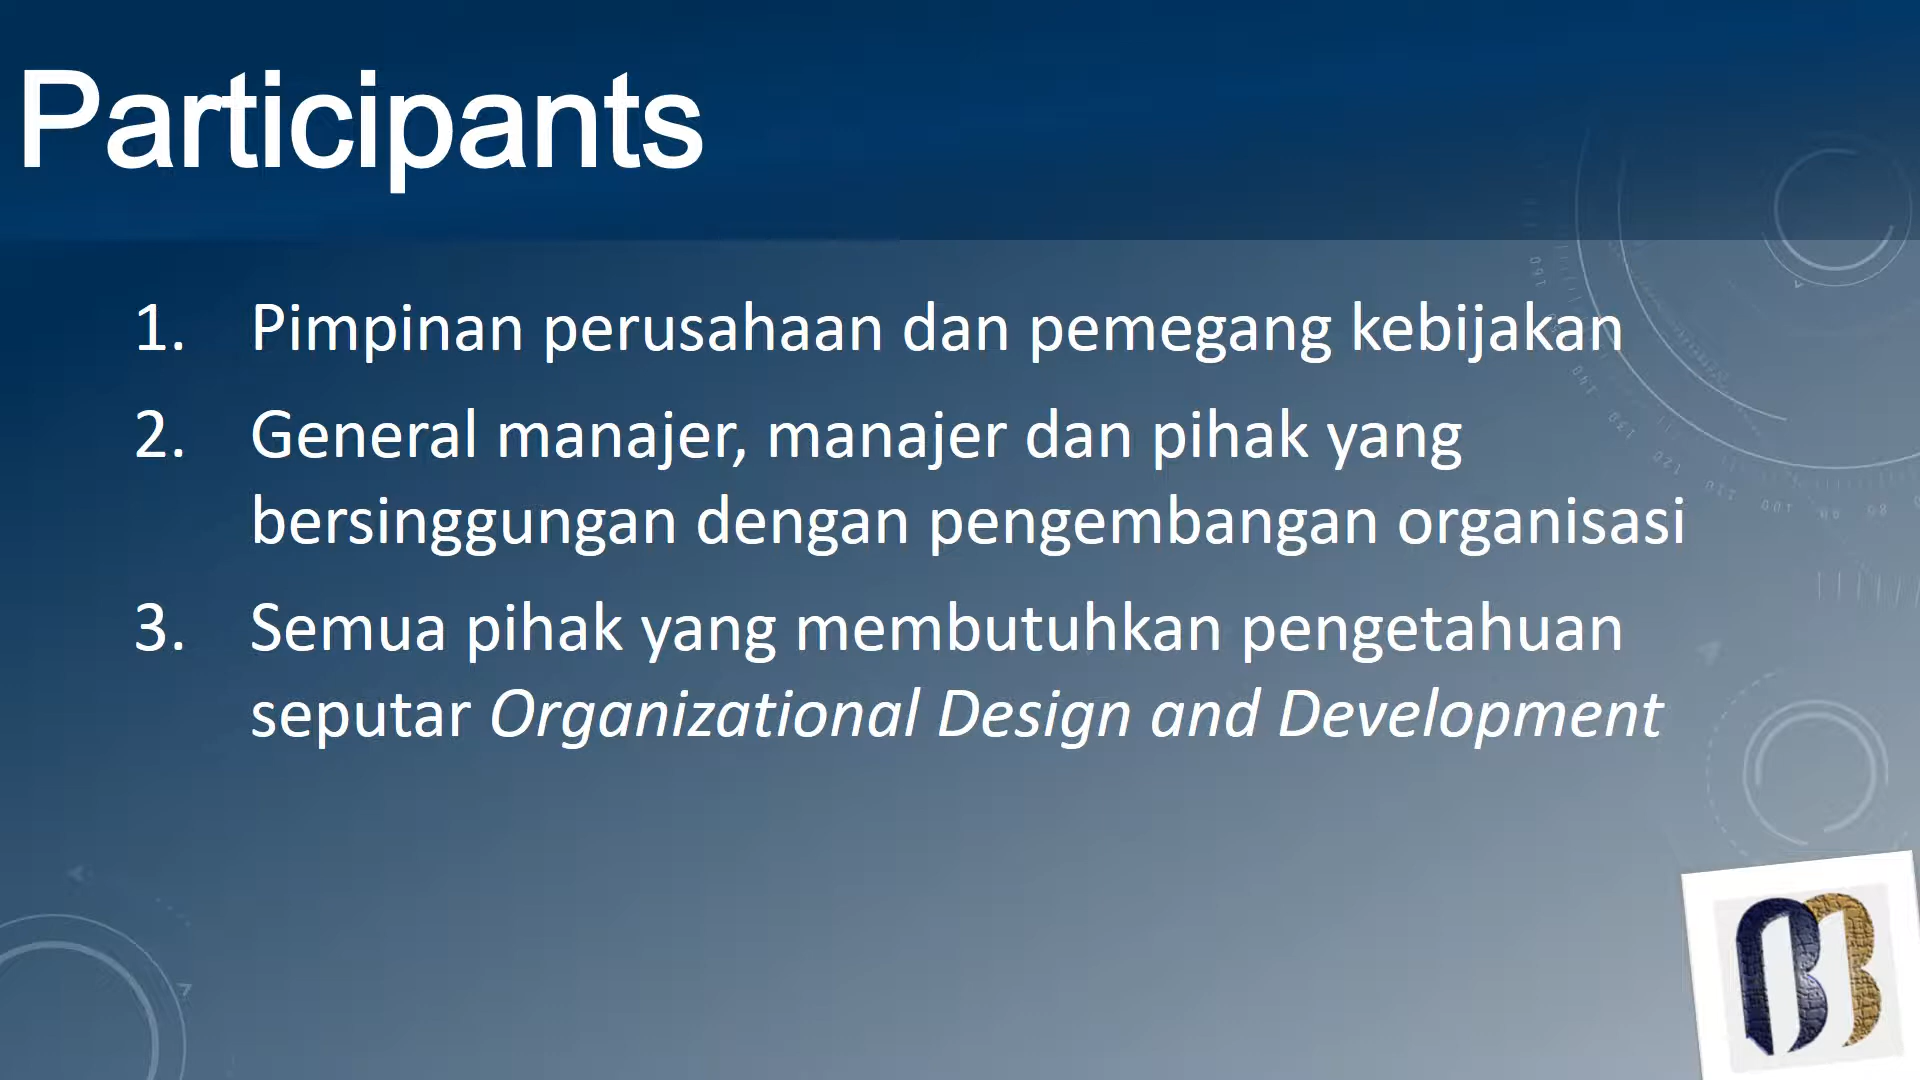 Participants
1. Pimpinan perusahaan dan pemegang kebijakan
2. General manajer, manajer dan pihak yang
bersinggungan dengan pengembangan organisasi
3. Semua pihak yang membutuhkan pengetahuan
seputar Organizational Design and Development